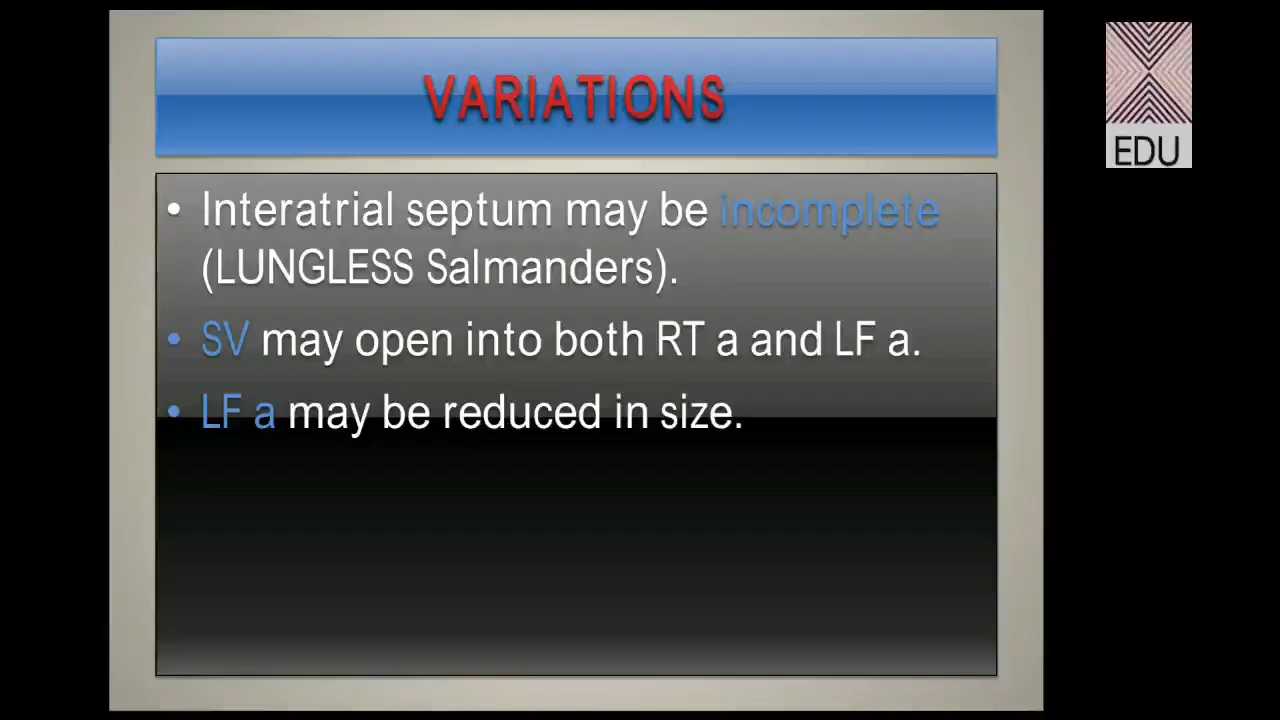 VARIATIONS
• Interatrial septum may be incomplete
(LUNGLESS Salmanders).
• SV may open into both RT a and LF a.
• LF a may be reduced in size.
EDU